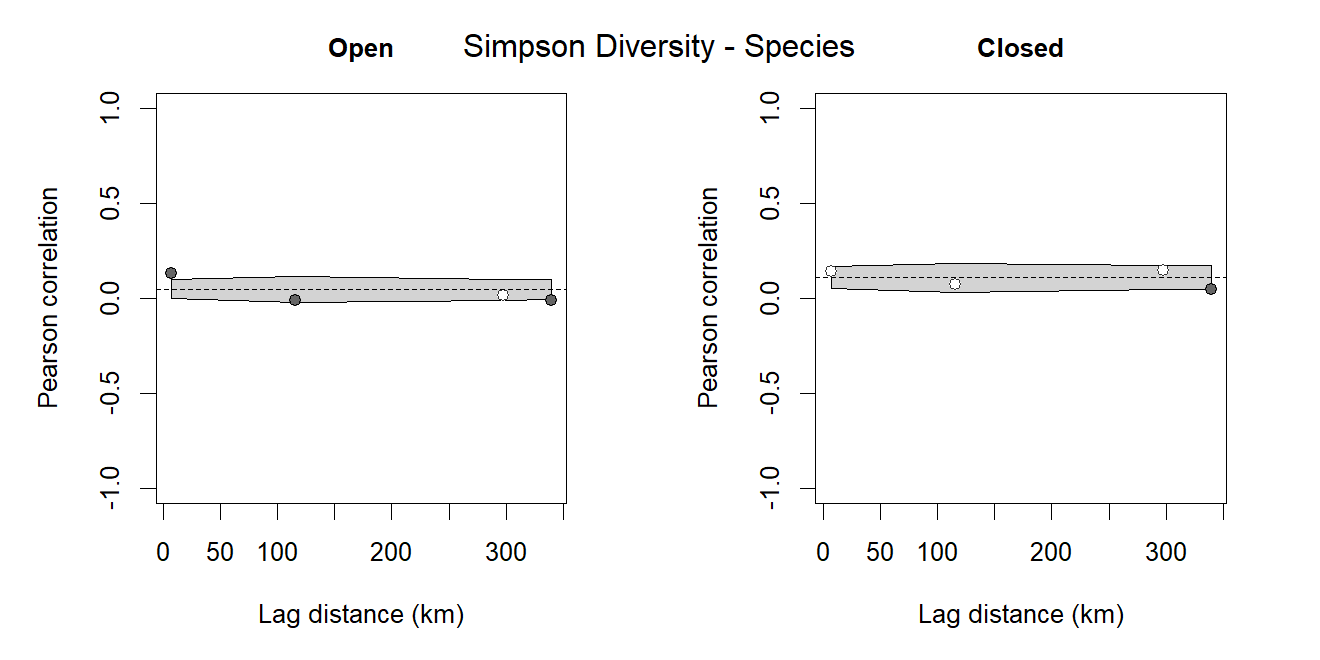 Open Simpson Diversity - Species Closed
Pearson correlation
1.0
0.5
0.0
-0.5
-1.0
0 50 100 200 300
Lag distance (km)
Pearson correlation
1.0
0.5
0.0
-0.5
-1.0
0 50 100 200 300
Lag distance (km)